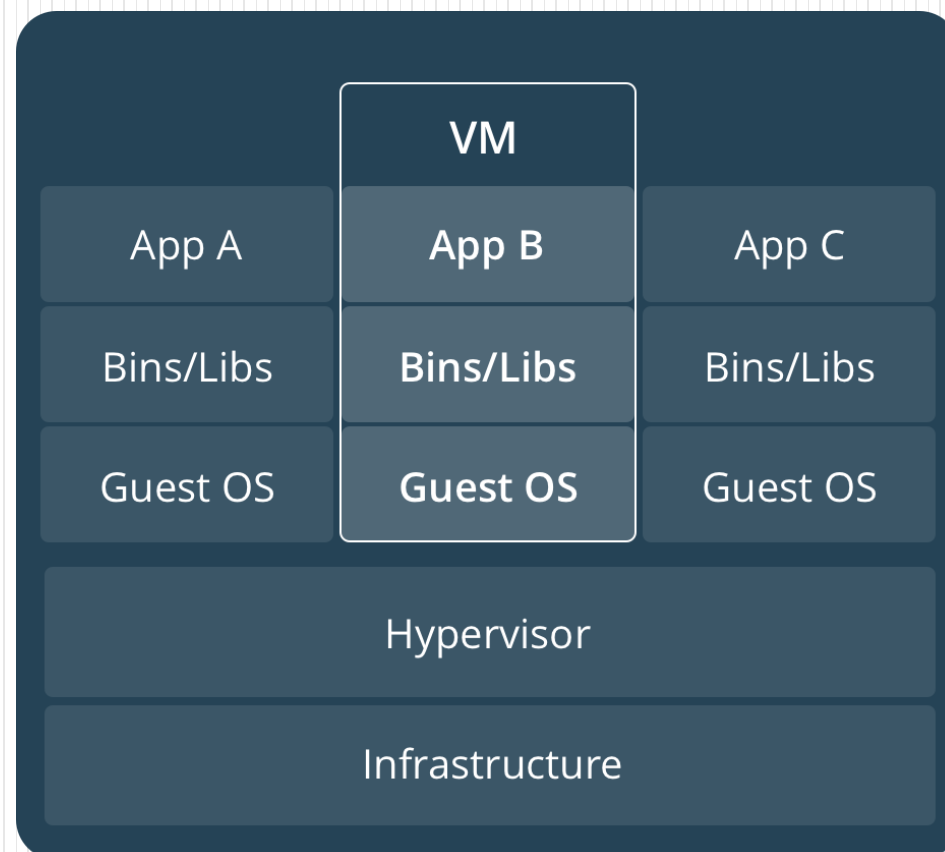 VM
App A
App B
App C
Bins/Libs
Bins/Libs
Bins/Libs
Guest OS
Guest OS
Guest OS
Hypervisor
Infrastructure